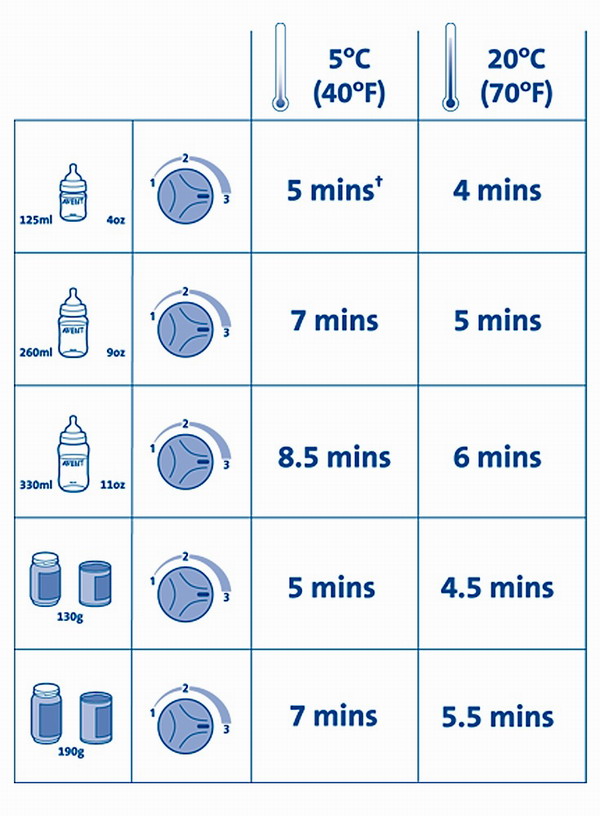 5°C
(40°F)
20°C
(70°F)
AVENT
125ml 4oz
1 2 3
5 mins†
4 mins
AVENT
260ml 9oz
1 2 3
7 mins
5 mins
AVENT
330ml 11oz
1 2 3
8.5 mins
6 mins
130g
1 2 3
5 mins
4.5 mins
190g
1 2 3
7 mins
5.5 mins